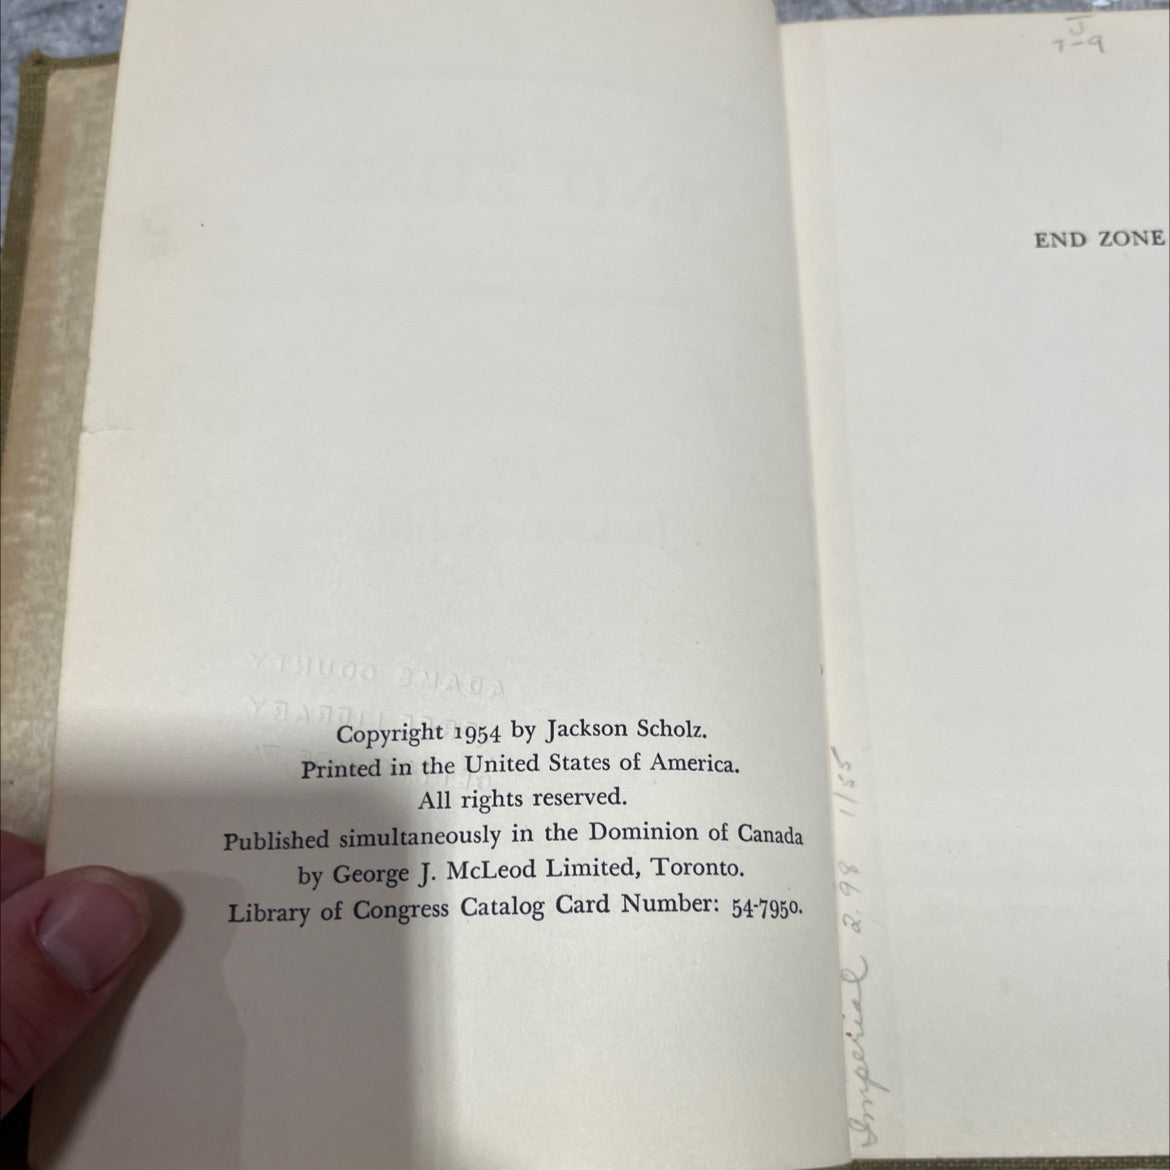 Copyright 1954 by Jackson Scholz.
Printed in the United States of America.
All rights reserved.
Published simultaneously in the Dominion of Canada
by George J. McLeod Limited, Toronto.
Library of Congress Catalog Card Number: 54-7950.
J
7-9
END ZONE
Imperial 2.98 1/55